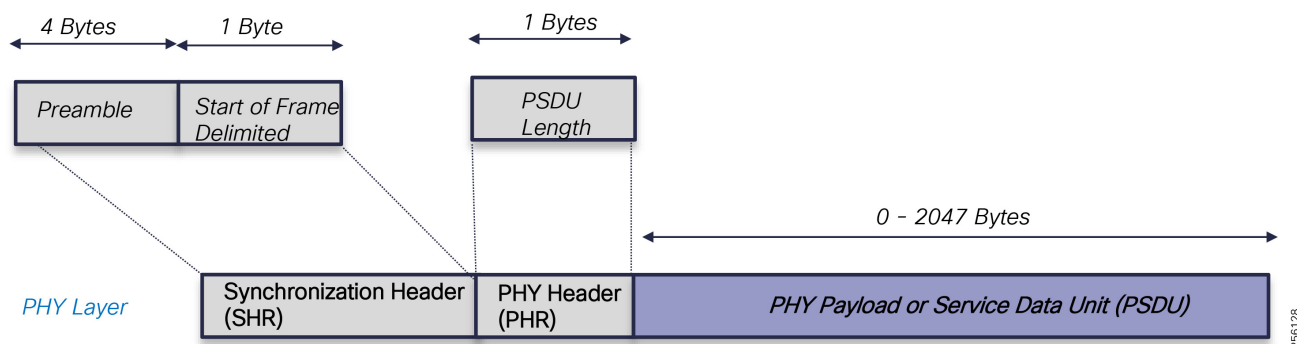 4 Bytes
1 Byte
1 Bytes
Preamble
Start of Frame
Delimited
PSDU
Length
0 - 2047 Bytes
PHY Layer
Synchronization Header
(SHR)
PHY Header
(PHR)
PHY Payload or Service Data Unit (PSDU)